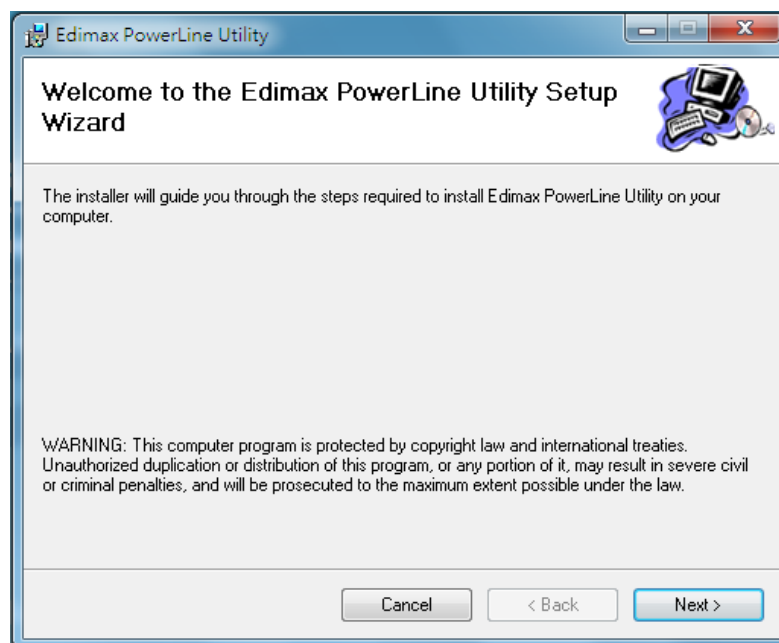 Edimax PowerLine Utility
Welcome to the Edimax PowerLine Utility Setup
Wizard
The installer will guide you through the steps required to install Edimax PowerLine Utility on your
computer.
WARNING: This computer program is protected by copyright law and international treaties.
Unauthorized duplication or distribution of this program, or any portion of it, may result in severe civil
or criminal penalties, and will be prosecuted to the maximum extent possible under the law.
Cancel
< Back
Next >